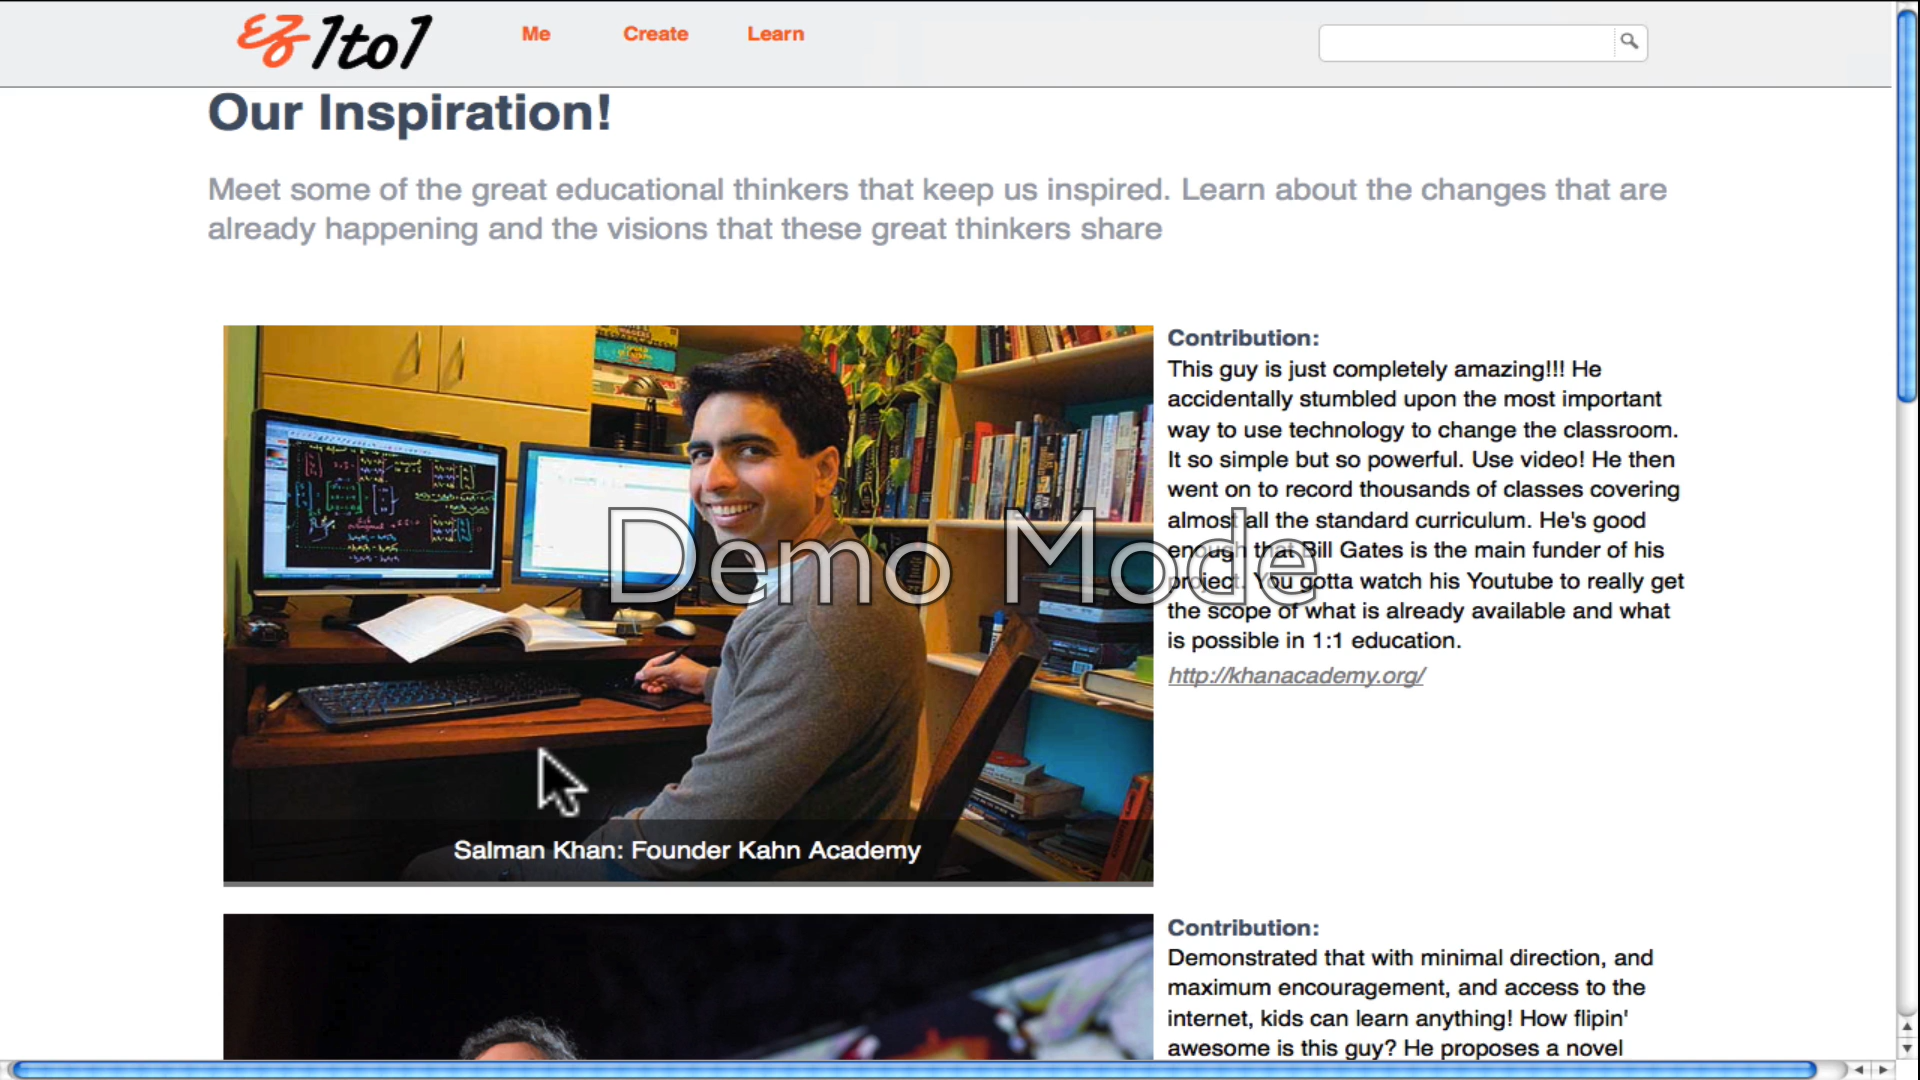 EZ 1to1
Me
Create
Learn
Our Inspiration!
Meet some of the great educational thinkers that keep us inspired. Learn about the changes that are
already happening and the visions that these great thinkers share
Contribution:
This guy is just completely amazing!!! He
accidentally stumbled upon the most important
way to use technology to change the classroom.
It so simple but so powerful. Use video! He then
went on to record thousands of classes covering
almost all the standard curriculum. He's good
enough that Bill Gates is the main funder of his
project. You gotta watch his Youtube to really get
the scope of what is already available and what
is possible in 1:1 education.
http://khanacademy.org/
Demo Mode
Salman Khan: Founder Kahn Academy
Contribution:
Demonstrated that with minimal direction, and
maximum encouragement, and access to the
internet, kids can learn anything! How flipin'
awesome is this guy? He proposes a novel